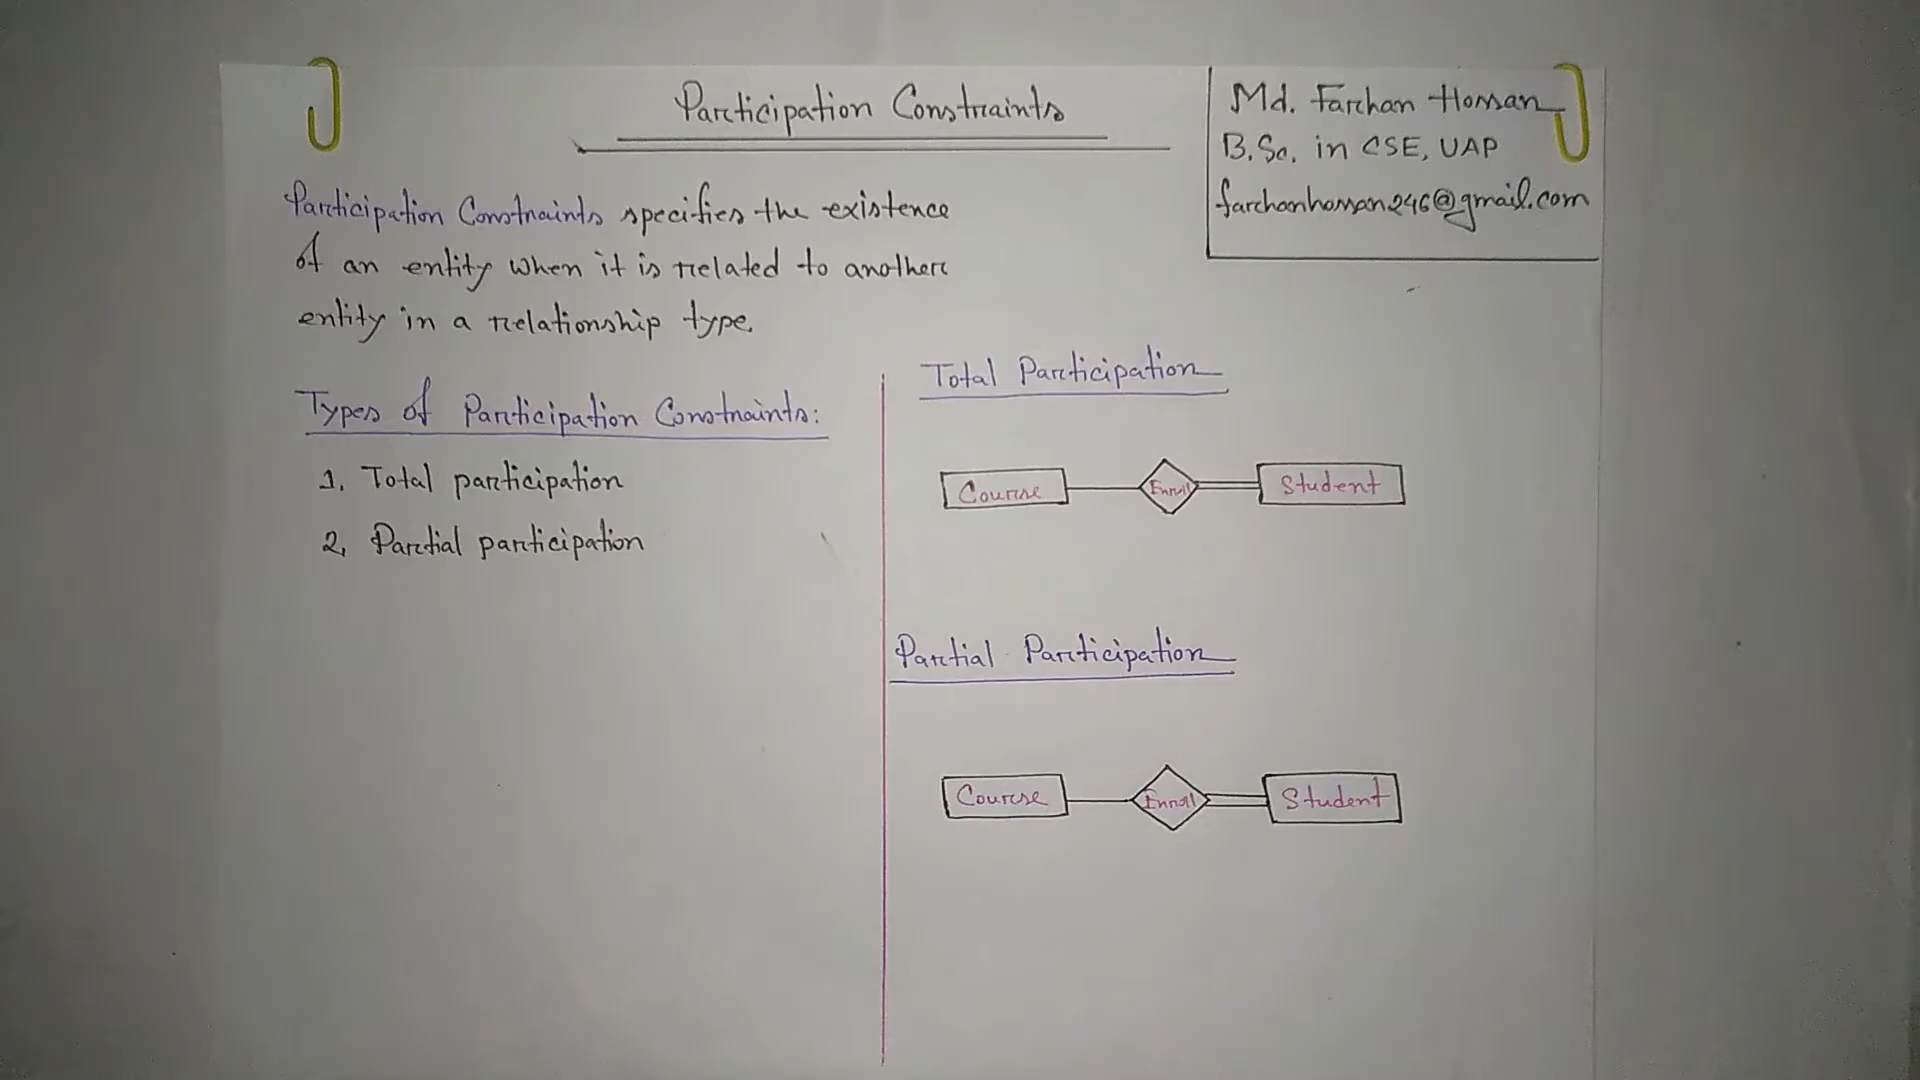 Participation Constraints
Md. Farhan Hossan
B.Sc. in CSE, UAP
farhanhossan246@gmail.com
Participation Constraints specifies the existence
of an entity when it is related to another
entity in a relationship type.
Types of Participation Constraints:
1. Total participation
2. Partial participation
Total Participation
Course
Enroll
Student
Partial Participation
Course
Enroll
Student